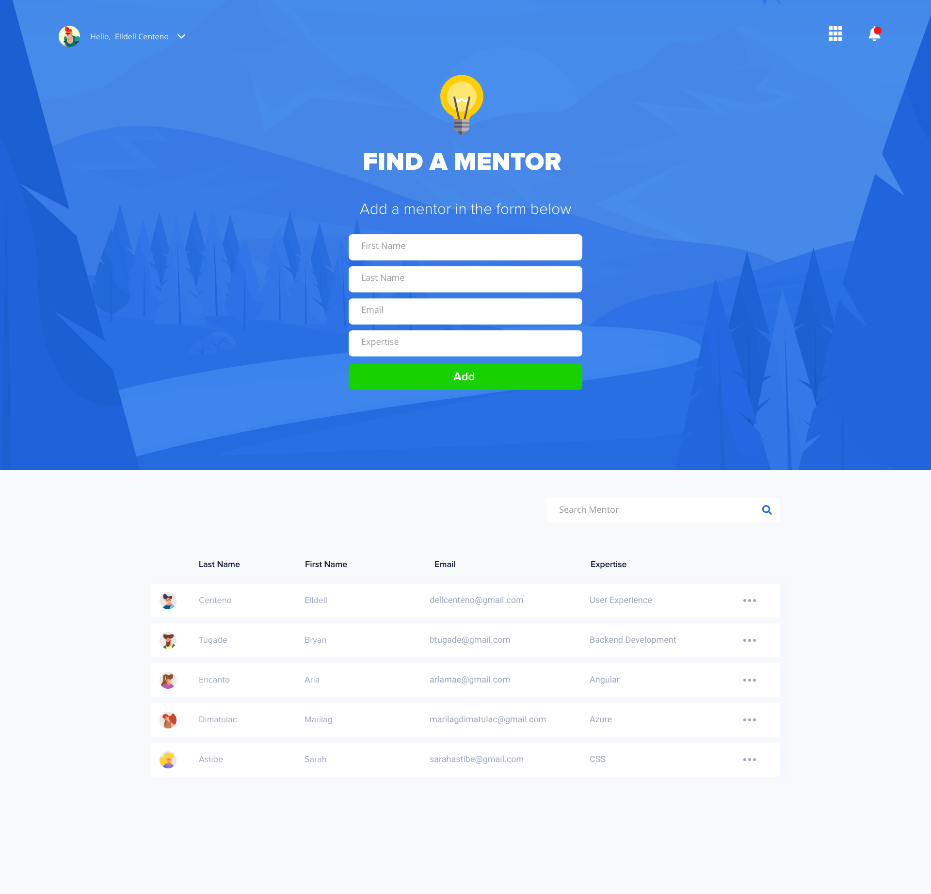 Hello, Elldell Centeno
FIND A MENTOR
Add a mentor in the form below
First Name
Last Name
Email
Expertise
Add
Search Mentor
Last Name First Name Email Expertise
Centeno Elldell dellcenteno@gmail.com User Experience
Tugade Bryan btugade@gmail.com Backend Development
Encanto Aria arlamae@gmail.com Angular
Dimatulac Marilag marilagdimatulac@gmail.com Azure
Astibe Sarah sarahastibe@gmail.com CSS